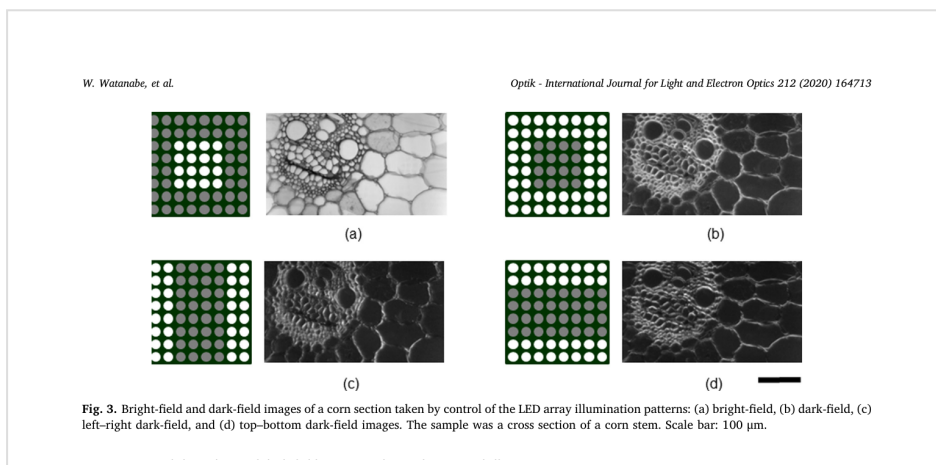 W. Watanabe, et al.
Optik - International Journal for Light and Electron Optics 212 (2020) 164713
(a)
(b)
(c)
(d)
Fig. 3. Bright-field and dark-field images of a corn section taken by control of the LED array illumination patterns: (a) bright-field, (b) dark-field, (c)
left–right dark-field, and (d) top–bottom dark-field images. The sample was a cross section of a corn stem. Scale bar: 100 μm.